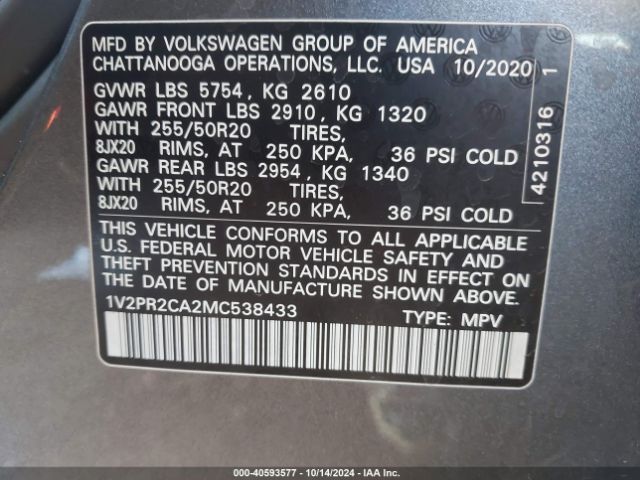 MFD BY VOLKSWAGEN GROUP OF AMERICA
CHATTANOOGA OPERATIONS, LLC. USA 10/2020 1
GVWR LBS 5754, KG 2610
GAWR FRONT LBS 2910, KG 1320
WITH 255/50R20 TIRES,
8JX20 RIMS, AT 250 KPA, 36 PSI COLD
GAWR REAR LBS 2954, KG 1340
WITH 255/50R20 TIRES,
8JX20 RIMS, AT 250 KPA, 36 PSI COLD
4210316
THIS VEHICLE CONFORMS TO ALL APPLICABLE
U.S. FEDERAL MOTOR VEHICLE SAFETY AND
THEFT PREVENTION STANDARDS IN EFFECT ON
THE DATE OF MANUFACTURE SHOWN ABOVE.
1V2PR2CA2MC538433 TYPE: MPV
000-40593577 - 10/14/2024 - IAA Inc.